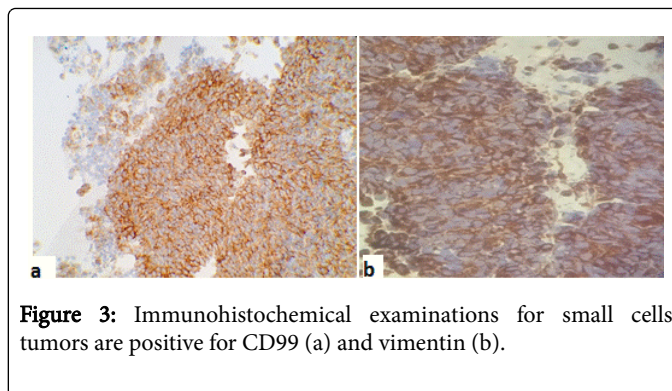 a
b
Figure 3: Immunohistochemical examinations for small cells
tumors are positive for CD99 (a) and vimentin (b).